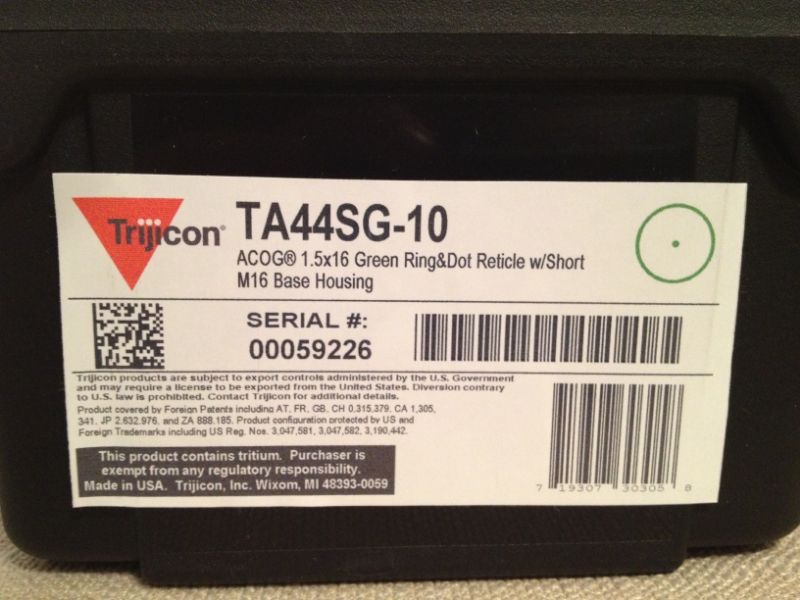 Trijicon®
TA44SG-10
ACOG® 1.5x16 Green Ring&Dot Reticle w/Short
M16 Base Housing
SERIAL #:
00059226
Trijicon products are subject to export controls administered by the U.S. Government
and may require a license to be exported from the United States. Diversion contrary
to U.S. law is prohibited. Contact Trijicon for additional details.
Product covered by Foreign Patents including AT, FR, GB, CH 0,315,379, CA 1,305,
341, JP 2,632,976, and ZA 888,185. Product configuration protected by US and
Foreign Trademarks including US Reg. Nos. 3,047,581, 3,047,582, 3,190,442.
This product contains tritium. Purchaser is
exempt from any regulatory responsibility.
Made in USA. Trijicon, Inc. Wixom, MI 48393-0059
7 19307 30305 8